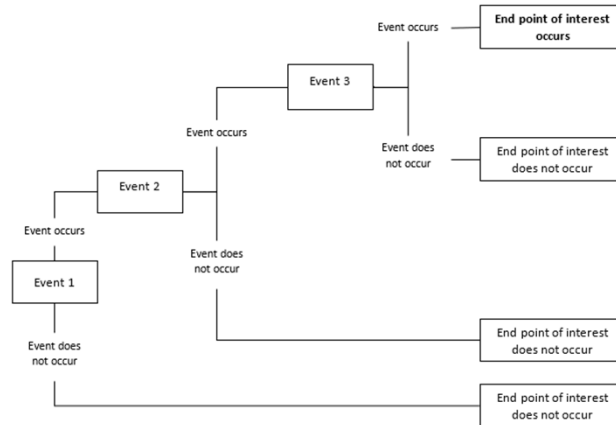 Event occurs
End point of interest
occurs
Event 3
Event occurs
Event does
not occur
End point of interest
does not occur
Event 2
Event occurs
Event does
not occur
Event 1
End point of interest
does not occur
Event does
not occur
End point of interest
does not occur